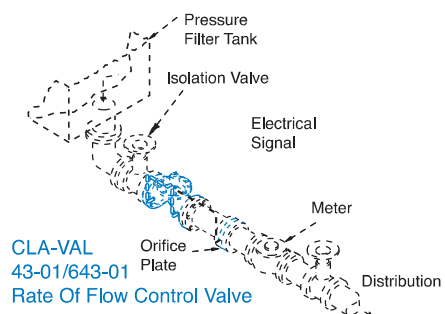 Pressure
Filter Tank
Isolation Valve
Electrical
Signal
Meter
Orifice
Plate
Distribution
CLA-VAL
43-01/643-01
Rate Of Flow Control Valve